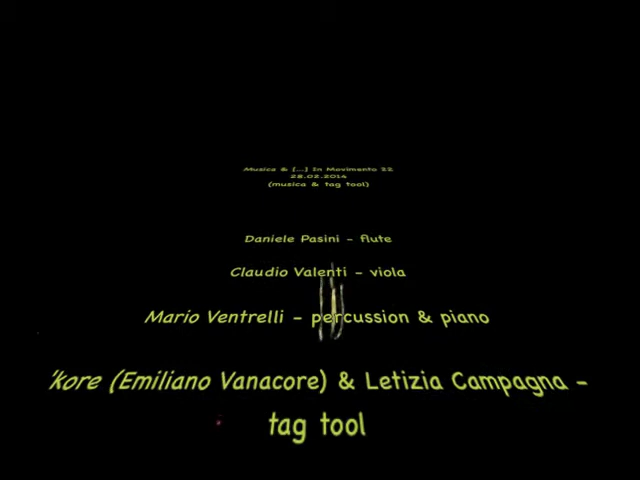 Musica & [...] In Movimento 22
28.02.2014
(musica & tag tool)
Daniele Pasini - flute
Claudio Valenti - viola
Mario Ventrelli - percussion & piano
'kore (Emiliano Vanacore) & Letizia Campagna -
tag tool